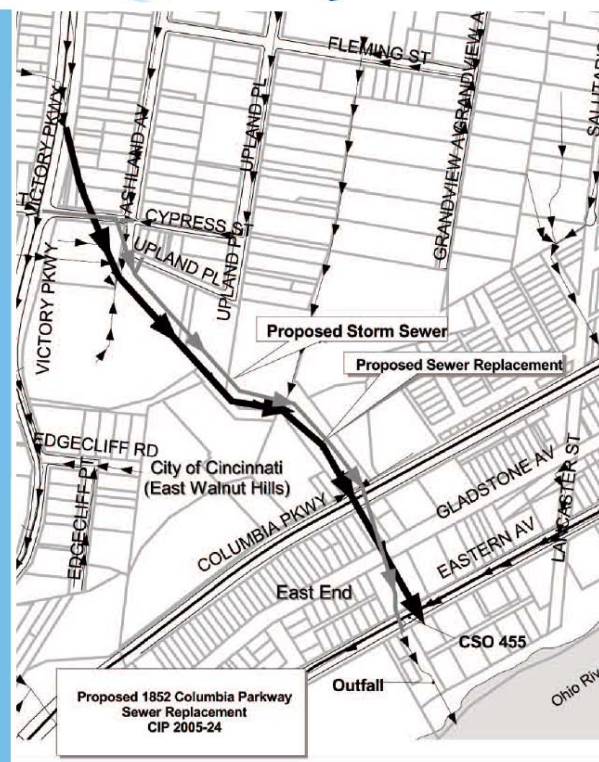 FLEMING ST
VICTORY PKWY
ASHLAND AV
UPLAND PL
GRANDVIEW AV
GRANDVIEW A
SALUTARIS
H
CYPRESS ST
UPLAND PL
UPLAND PL
VICTORY PKWY
Proposed Storm Sewer
Proposed Sewer Replacement
EDGECLIFF RD
City of Cincinnati
(East Walnut Hills)
EDGECLIFF PT
COLUMBIA PKWY
GLADSTONE AV
EASTERN AV
LANCASTER ST
East End
CSO 455
Outfall
Ohio Riv
Proposed 1852 Columbia Parkway
Sewer Replacement
CIP 2005-24